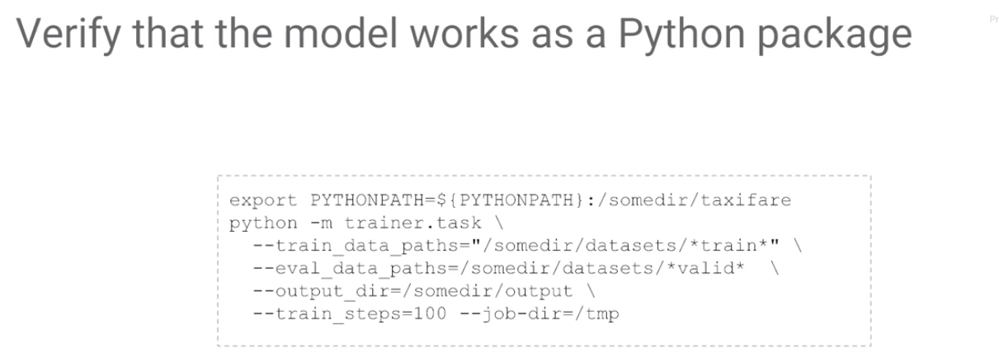 Verify that the model works as a Python package
Pr
export PYTHONPATH=${PYTHONPATH}:/somedir/taxifare
python -m trainer.task \
--train_data_paths="/somedir/datasets/*train*" \
--eval_data_paths=/somedir/datasets/*valid* \
--output_dir=/somedir/output \
--train_steps=100 --job-dir=/tmp